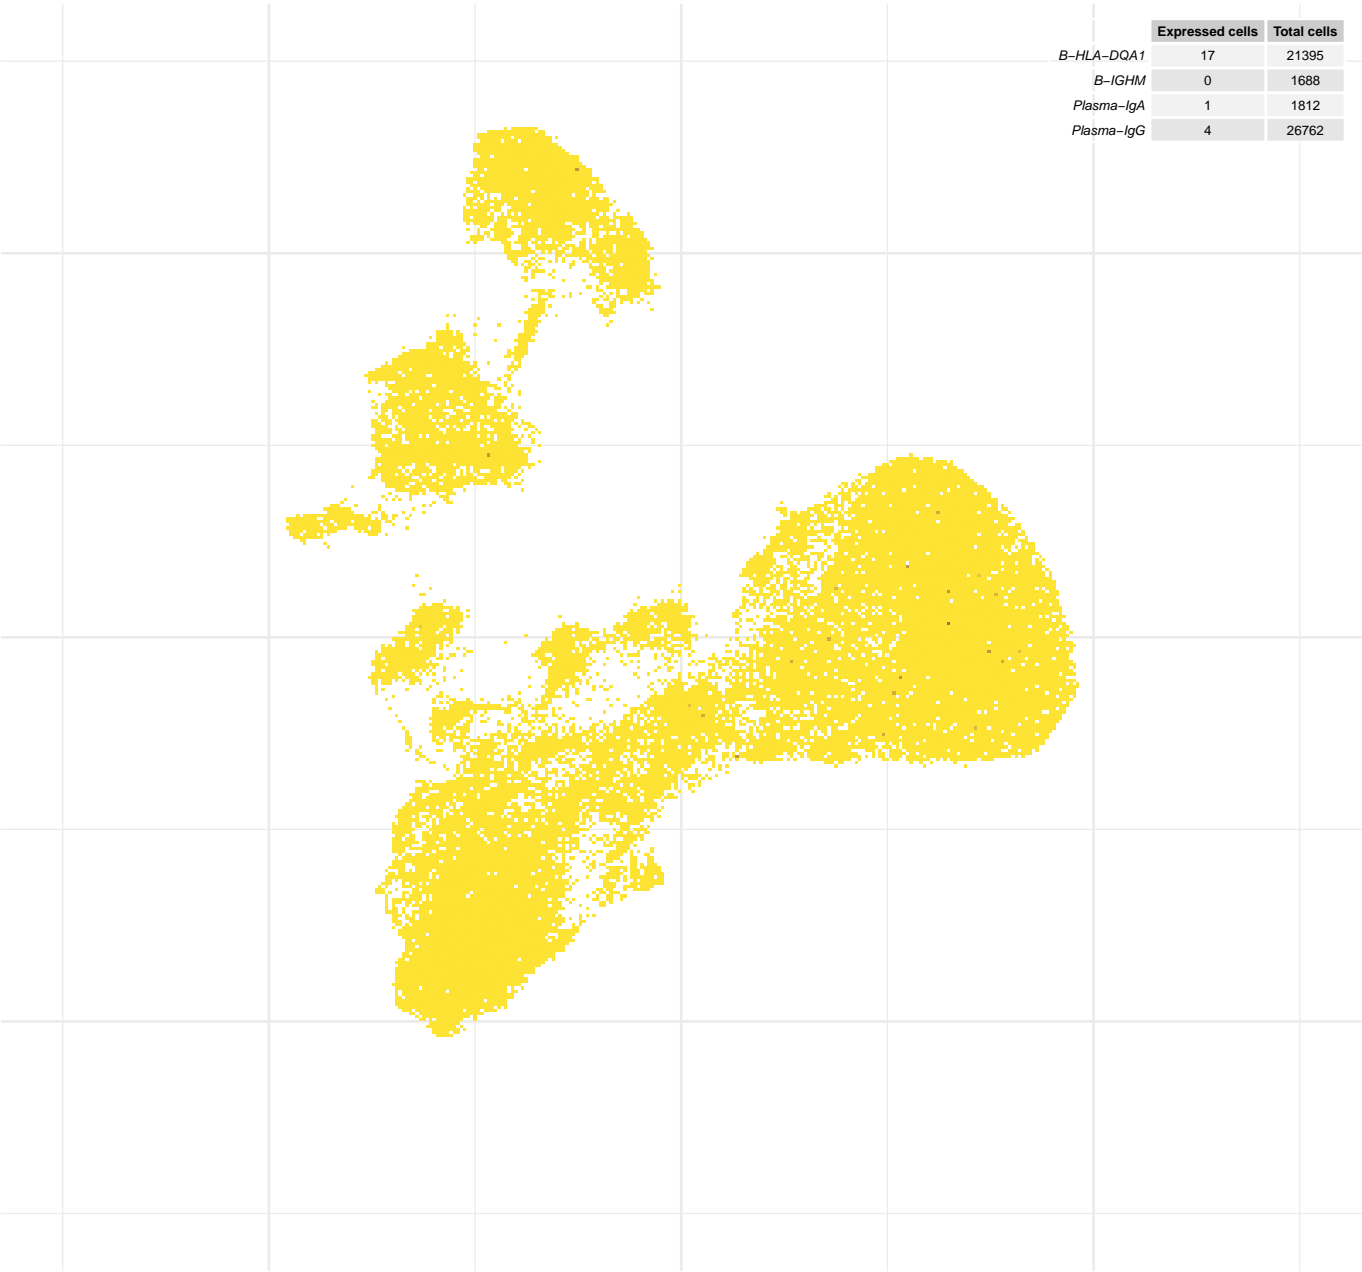 Expressed cells Total cells
B−HLA−DQA1 17 21395
B−IGHM 0 1688
Plasma−IgA 1 1812
Plasma−IgG 4 26762